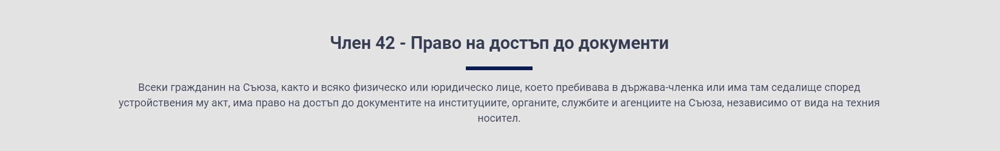 Член 42 - Право на достъп до документи
Всеки гражданин на Съюза, както и всяко физическо или юридическо лице, което пребивава в държава-членка или има там седалище според
устройствения му акт, има право на достъп до документите на институциите, органите, службите и агенциите на Съюза, независимо от вида на техния
носител.